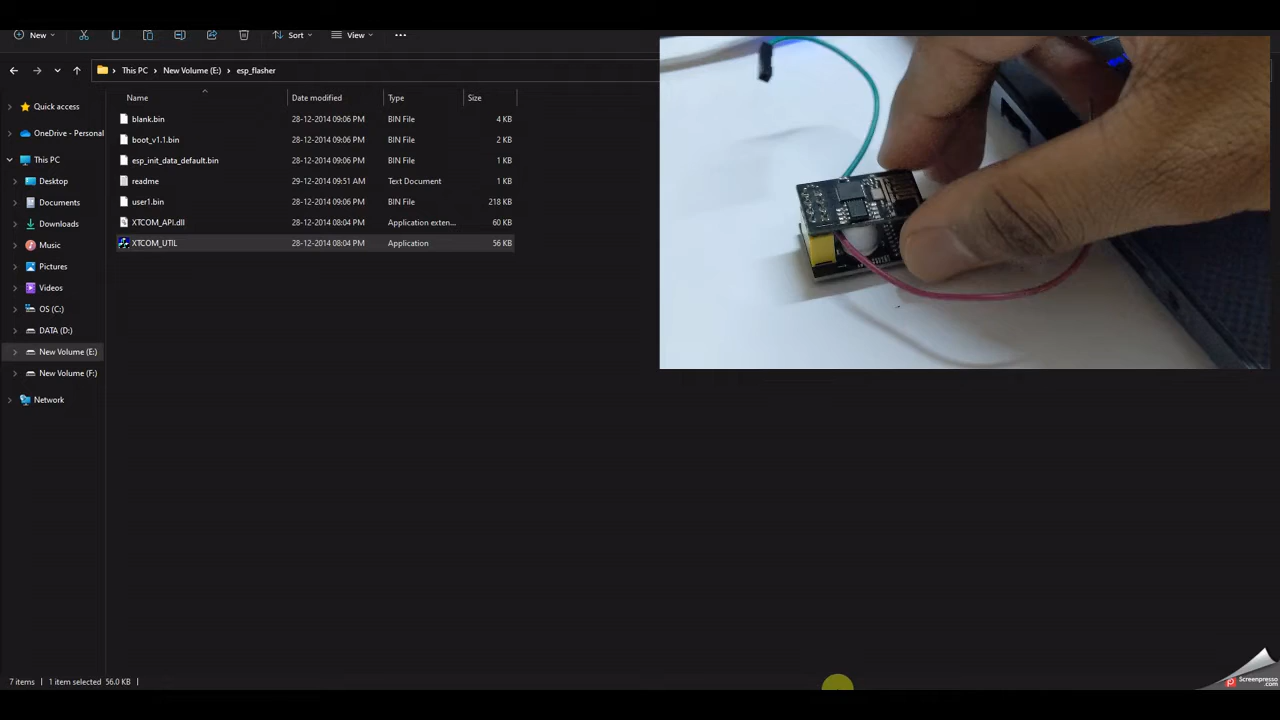 New Sort View
This PC New Volume (E:) esp_flasher
Name Date modified Type Size
Quick access
OneDrive - Personal
This PC
Desktop
Documents
Downloads
Music
Pictures
Videos
OS (C:)
DATA (D:)
New Volume (E:)
New Volume (F:)
Network
blank.bin 28-12-2014 09:06 PM BIN File 4 KB
boot_v1.1.bin 28-12-2014 09:06 PM BIN File 2 KB
esp_init_data_default.bin 28-12-2014 09:06 PM BIN File 1 KB
readme 29-12-2014 09:51 AM Text Document 1 KB
user1.bin 28-12-2014 09:06 PM BIN File 218 KB
XTCOM_API.dll 28-12-2014 08:04 PM Application exten... 60 KB
XTCOM_UTIL 28-12-2014 08:04 PM Application 56 KB
7 items 1 item selected 56.0 KB
Screenpresso
.com